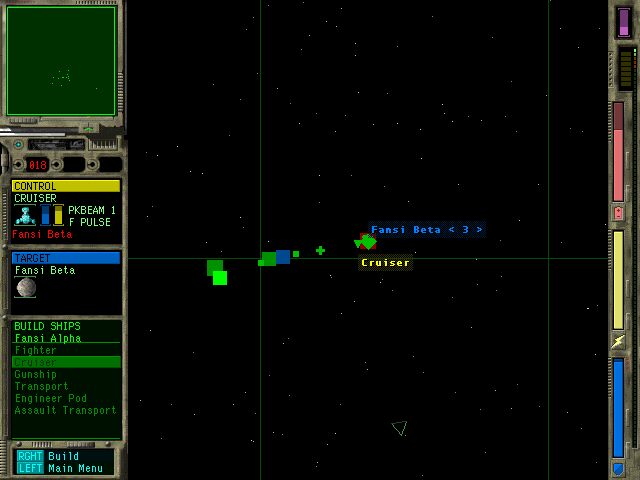 018
CONTROL
CRUISER
PKBEAM 1
F PULSE
Fansi Beta
TARGET
Fansi Beta
BUILD SHIPS
Fansi Alpha
Fighter
Cruiser
Gunship
Transport
Engineer Pod
Assault Transport
RGHT Build
LEFT Main Menu
Fansi Beta < 3 >
Cruiser